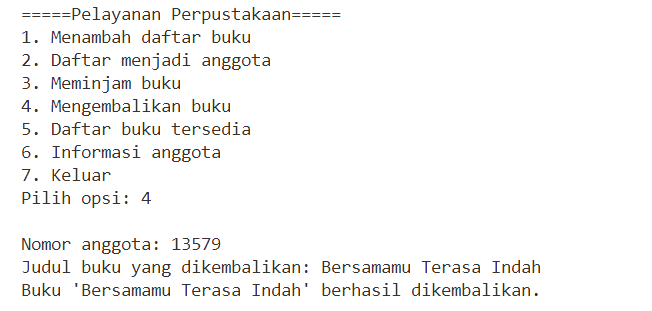 =====Pelayanan Perpustakaan=====
1. Menambah daftar buku
2. Daftar menjadi anggota
3. Meminjam buku
4. Mengembalikan buku
5. Daftar buku tersedia
6. Informasi anggota
7. Keluar
Pilih opsi: 4
Nomor anggota: 13579
Judul buku yang dikembalikan: Bersamamu Terasa Indah
Buku 'Bersamamu Terasa Indah' berhasil dikembalikan.